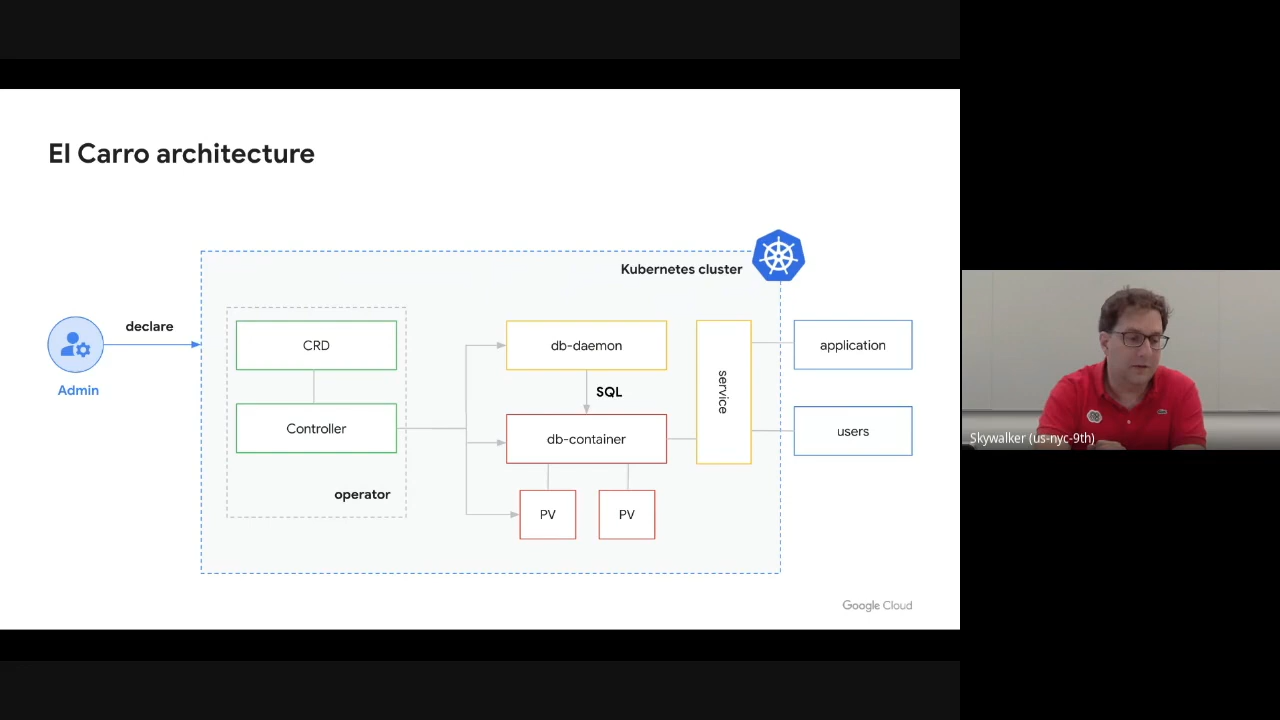 El Carro architecture
Kubernetes cluster
declare
Admin
CRD
Controller
operator
db-daemon
SQL
db-container
PV
PV
service
application
users
Google Cloud
Skywalker (us-nyc-9th)